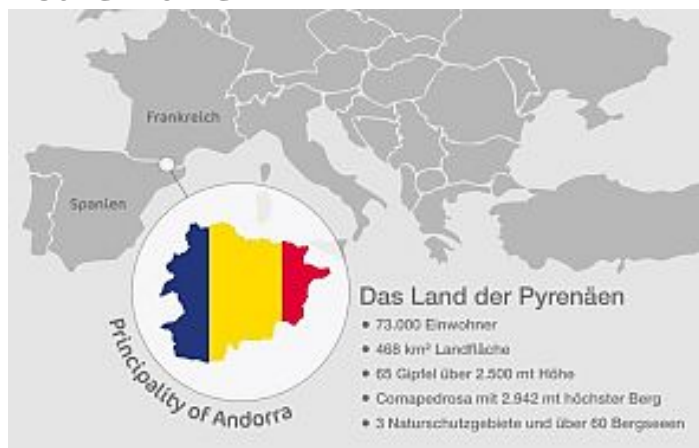 Frankreich
Spanien
Principality of Andorra
Das Land der Pyrenäen
• 73.000 Einwohner
• 468 km² Landfläche
• 65 Gipfel über 2.500 mt Höhe
• Comapedrosa mit 2.942 mt höchster Berg
• 3 Naturschutzgebiete und über 60 Bergseen